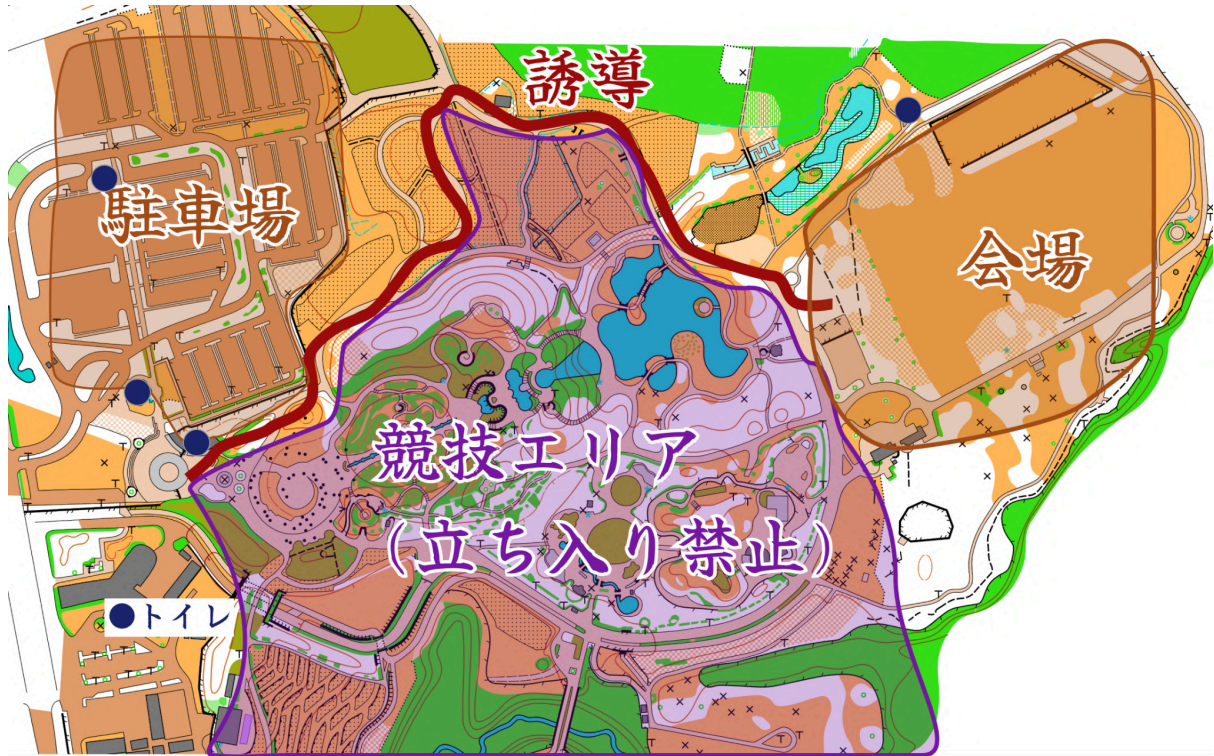 誘導
駐車場
会場
競技エリア
(立ち入り禁止)
●トイレ